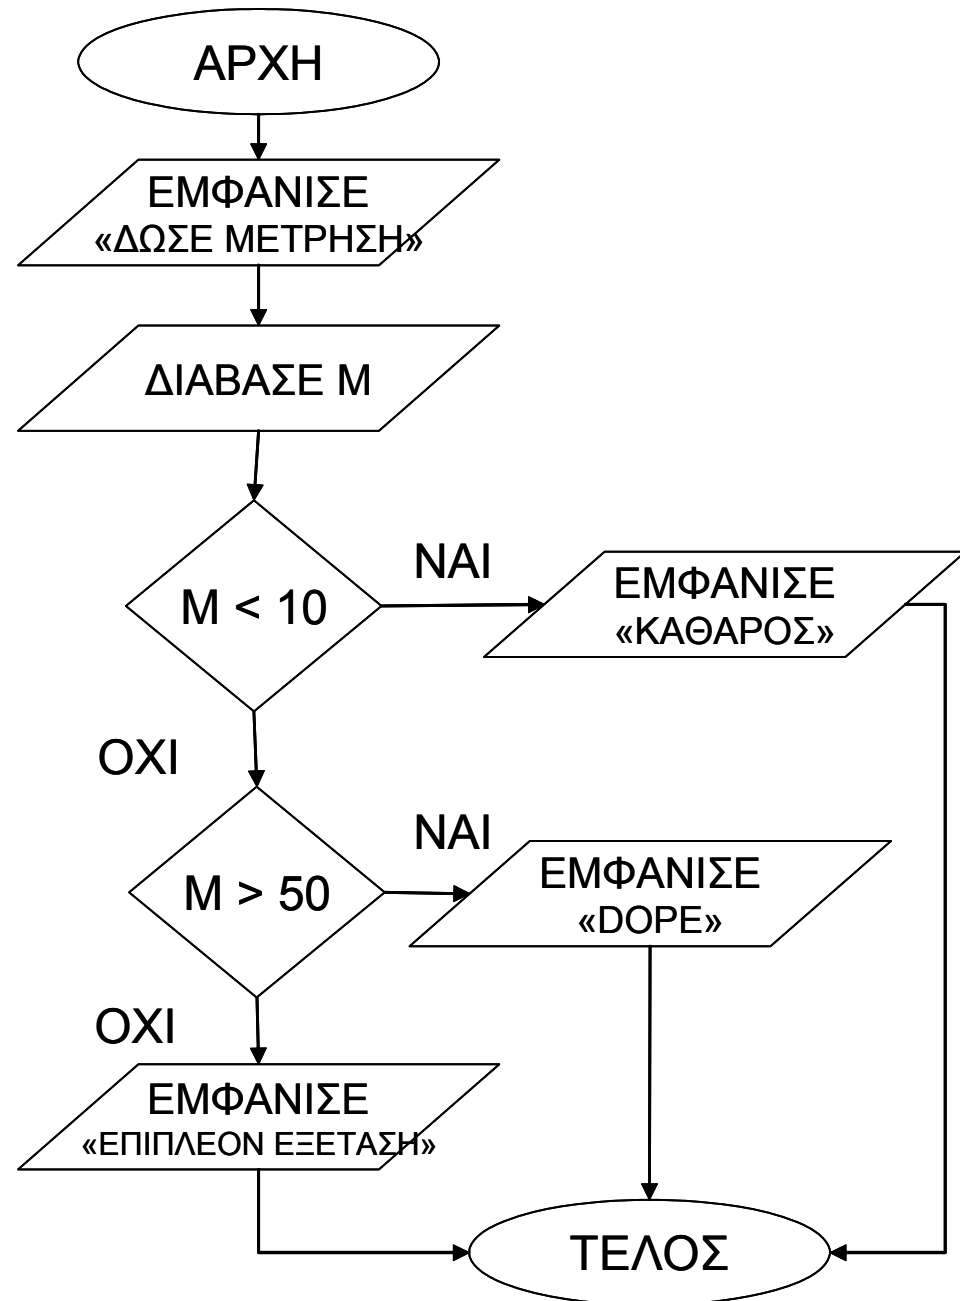 ΑΡΧΗ
ΕΜΦΑΝΙΣΕ
«ΔΩΣΕ ΜΕΤΡΗΣΗ»
ΔΙΑΒΑΣΕ Μ
Μ < 10
ΝΑΙ
ΕΜΦΑΝΙΣΕ
«ΚΑΘΑΡΟΣ»
ΟΧΙ
Μ > 50
ΝΑΙ
ΕΜΦΑΝΙΣΕ
«DOPE»
ΟΧΙ
ΕΜΦΑΝΙΣΕ
«ΕΠΙΠΛΕΟΝ ΕΞΕΤΑΣΗ»
ΤΕΛΟΣ